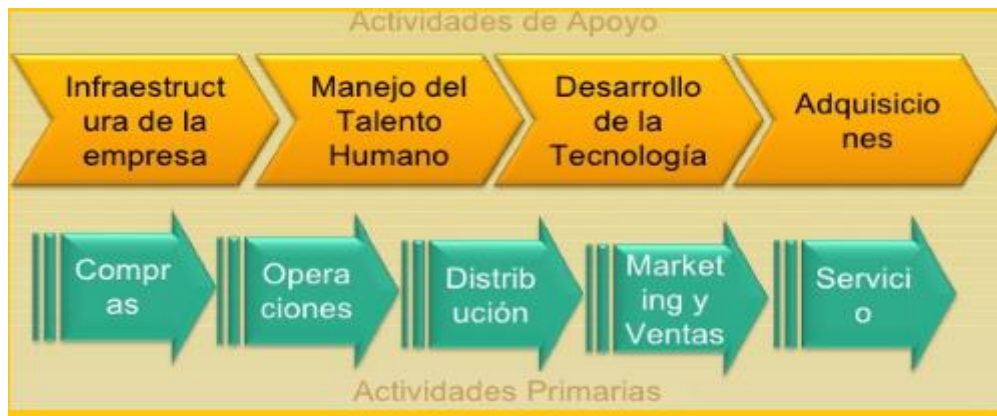 Actividades de Apoyo
Infraestruct
ura de la
empresa
Manejo del
Talento
Humano
Desarrollo
de la
Tecnología
Adquisicio
nes
Compr
as
Opera
ciones
Distrib
ución
Market
ing y
Ventas
Servici
o
Actividades Primarias